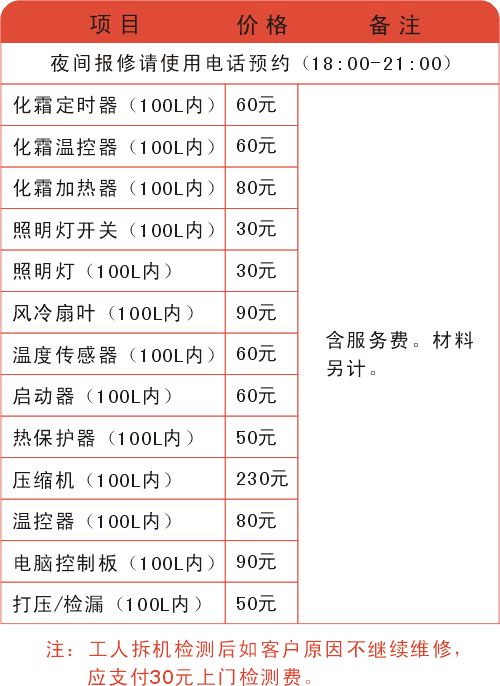 项目 价格 备注
夜间报修请使用电话预约（18:00-21:00）
化霜定时器（100L内） 60元
化霜温控器（100L内） 60元
化霜加热器（100L内） 80元
照明灯开关（100L内） 30元
照明灯（100L内） 30元
风冷扇叶（100L内） 90元
温度传感器（100L内） 60元
启动器（100L内） 60元
热保护器（100L内） 50元
压缩机（100L内） 230元
温控器（100L内） 80元
电脑控制板（100L内） 90元
打压/检漏（100L内） 50元
含服务费。材料
另计。
注：工人拆机检测后如客户原因不继续维修，
应支付30元上门检测费。